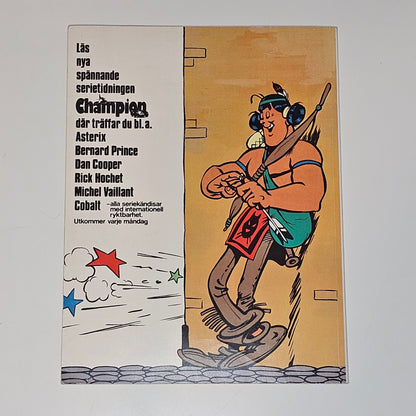 Läs
nya
spännande
serietidningen
Champion
där träffar du bl. a.
Asterix
Bernard Prince
Dan Cooper
Rick Hochet
Michel Vaillant
Cobalt -alla seriekändisar
med internationell
ryktbarhet.
Utkommer varje måndag